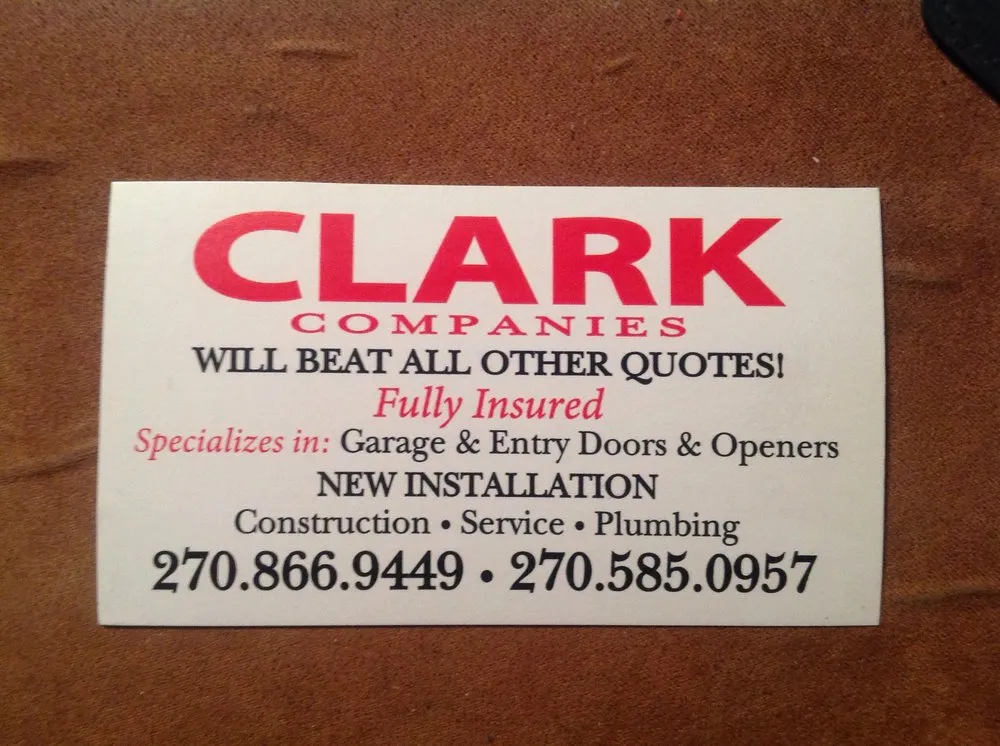 CLARK
COMPANIES
WILL BEAT ALL OTHER QUOTES!
Fully Insured
Specializes in: Garage & Entry Doors & Openers
NEW INSTALLATION
Construction • Service • Plumbing
270.866.9449 • 270.585.0957